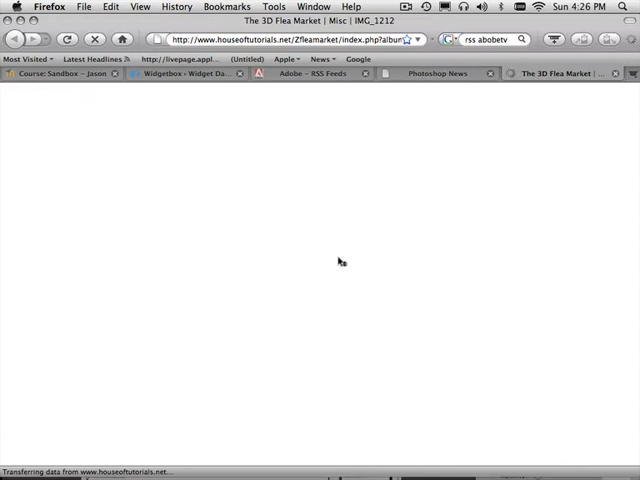 Firefox File Edit View History Bookmarks Tools Window Help Sun 4:26 PM
The 3D Flea Market | Misc | IMG_1212
http://www.houseoftutorials.net/Zfleamarket/index.php?album rss abobetv
Most Visited Latest Headlines http://livepage.appl... (Untitled) Apple News Google
Course: Sandbox – Jason Widgetbox › Widget Da... Adobe – RSS Feeds Photoshop News The 3D Flea Market | ...
Transferring data from www.houseoftutorials.net...